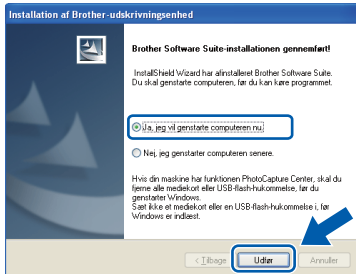 Installation af Brother-udskrivningsenhed
Brother Software Suite-installationen gennemført!
InstallShield Wizard har afinstalleret Brother Software Suite.
Du skal genstarte computeren, før du kan køre programmet.
Ja, jeg vil genstarte computeren nu.
Nej, jeg genstarter computeren senere.
Hvis din maskine har funktionen PhotoCapture Center, skal du
fjerne alle mediekort eller USB-flash-hukommelse, før du
genstarter Windows.
Sæt ikke et mediekort eller en USB-flash-hukommelse i, før
Windows er indlæst.
< Tilbage Udfør Annuller